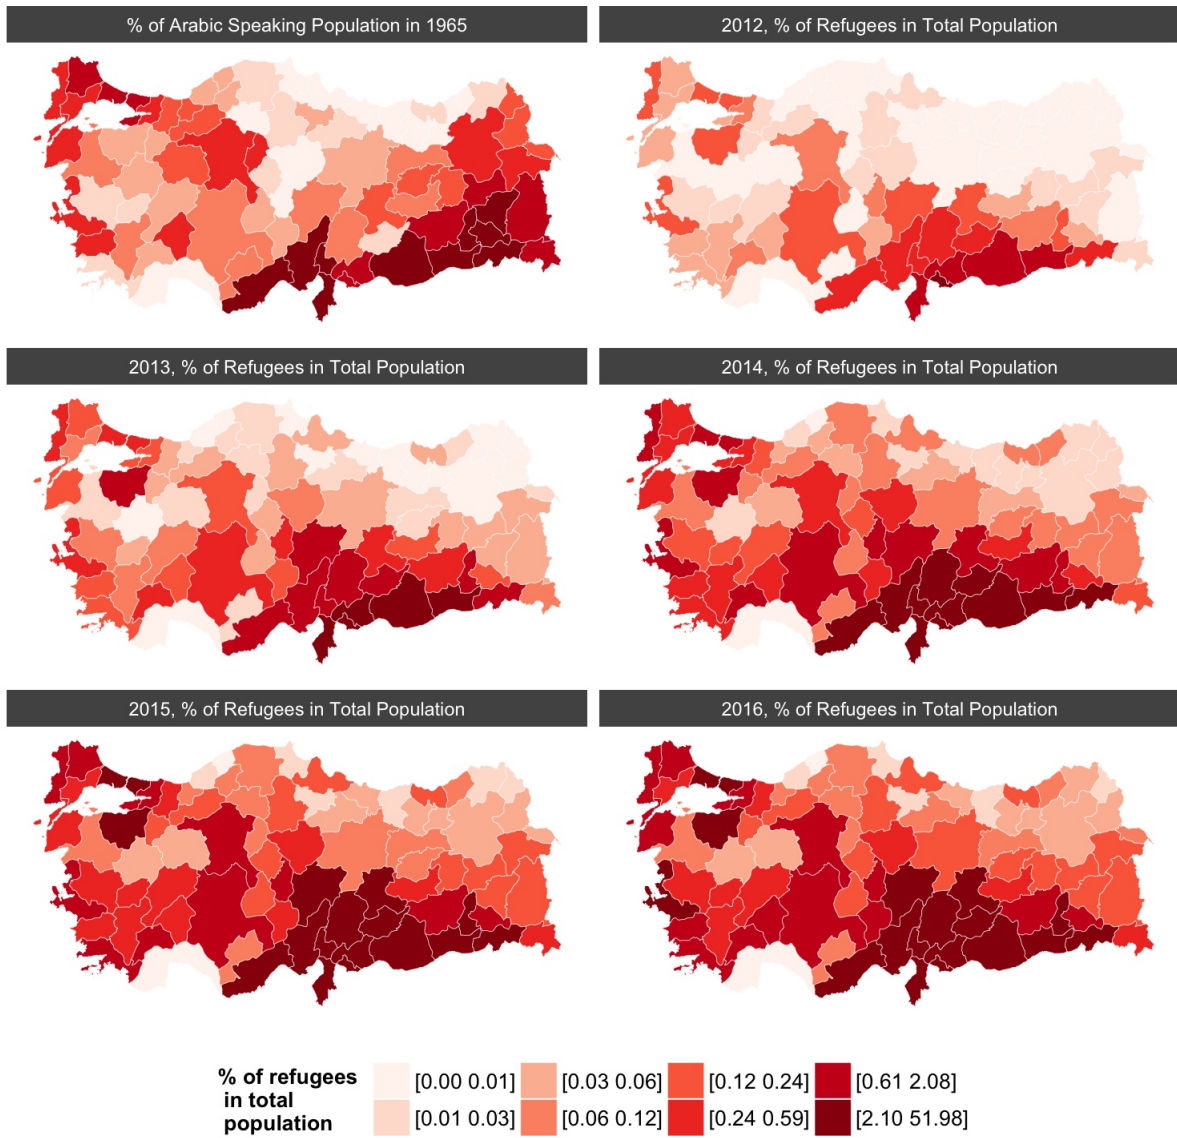 % of Arabic Speaking Population in 1965
2012, % of Refugees in Total Population
2013, % of Refugees in Total Population
2014, % of Refugees in Total Population
2015, % of Refugees in Total Population
2016, % of Refugees in Total Population
% of refugees
in total
population
[0.00 0.01]
[0.03 0.06]
[0.12 0.24]
[0.61 2.08]
[0.01 0.03]
[0.06 0.12]
[0.24 0.59]
[2.10 51.98]